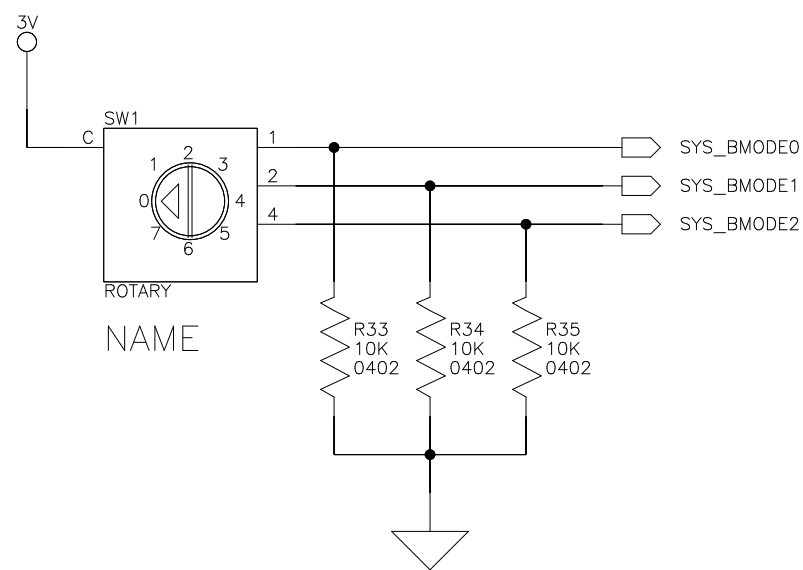 3V
SW1
C
1
2
4
0
1
2
3
4
5
6
7
SYS_BMODE0
SYS_BMODE1
SYS_BMODE2
ROTARY
NAME
R33
10K
0402
R34
10K
0402
R35
10K
0402